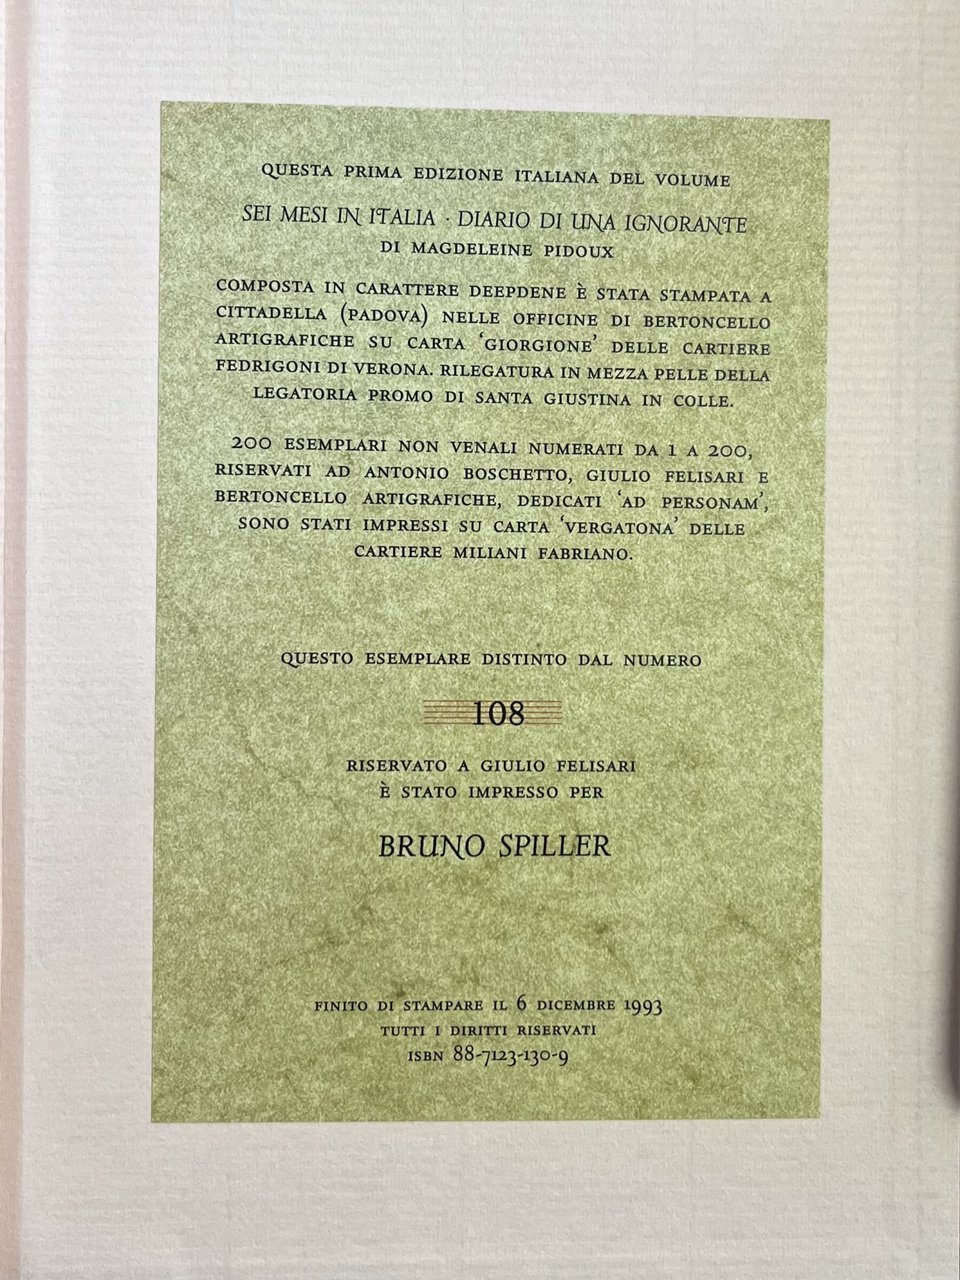 QUESTA PRIMA EDIZIONE ITALIANA DEL VOLUME
SEI MESI IN ITALIA · DIARIO DI UNA IGNORANTE
DI MAGDELEINE PIDOUX
COMPOSTA IN CARATTERE DEEPDENE È STATA STAMPATA A
CITTADELLA (PADOVA) NELLE OFFICINE DI BERTONCELLO
ARTIGRAFICHE SU CARTA ‘GIORGIONE’ DELLE CARTIERE
FEDRIGONI DI VERONA. RILEGATURA IN MEZZA PELLE DELLA
LEGATORIA PROMO DI SANTA GIUSTINA IN COLLE.
200 ESEMPLARI NON VENALI NUMERATI DA 1 A 200,
RISERVATI AD ANTONIO BOSCHETTO, GIULIO FELISARI E
BERTONCELLO ARTIGRAFICHE, DEDICATI ‘AD PERSONAM’,
SONO STATI IMPRESSI SU CARTA ‘VERGATONA’ DELLE
CARTIERE MILIANI FABRIANO.
QUESTO ESEMPLARE DISTINTO DAL NUMERO
108
RISERVATO A GIULIO FELISARI
È STATO IMPRESSO PER
BRUNO SPILLER
FINITO DI STAMPARE IL 6 DICEMBRE 1993
TUTTI I DIRITTI RISERVATI
ISBN 88-7123-130-9